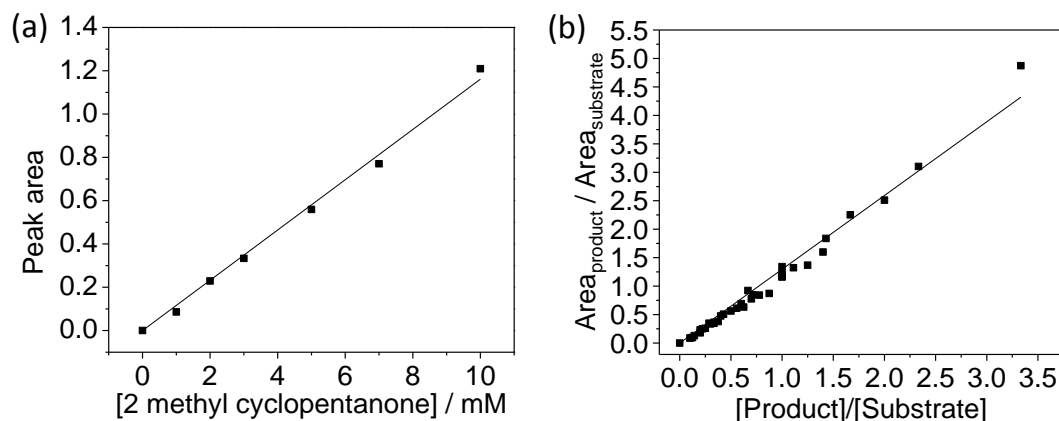 (a)
1.4
1.2
1.0
0.8
0.6
0.4
0.2
0.0
Peak area
0 2 4 6 8 10
[2 methyl cyclopentanone] / mM
(b)
5.5
5.0
4.5
4.0
3.5
3.0
2.5
2.0
1.5
1.0
0.5
0.0
Area_product / Area_substrate
0.0 0.5 1.0 1.5 2.0 2.5 3.0 3.5
[Product]/[Substrate]